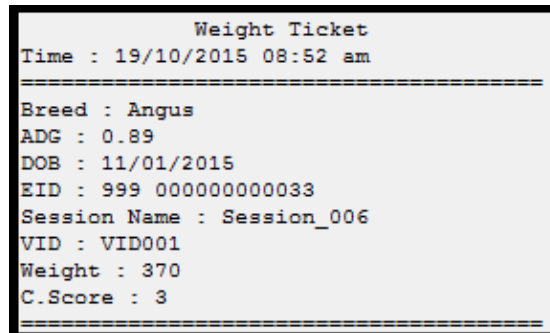 Weight Ticket
Time : 19/10/2015 08:52 am
=======================================
Breed : Angus
ADG : 0.89
DOB : 11/01/2015
EID : 999 000000000033
Session Name : Session_006
VID : VID001
Weight : 370
C.Score : 3
=======================================